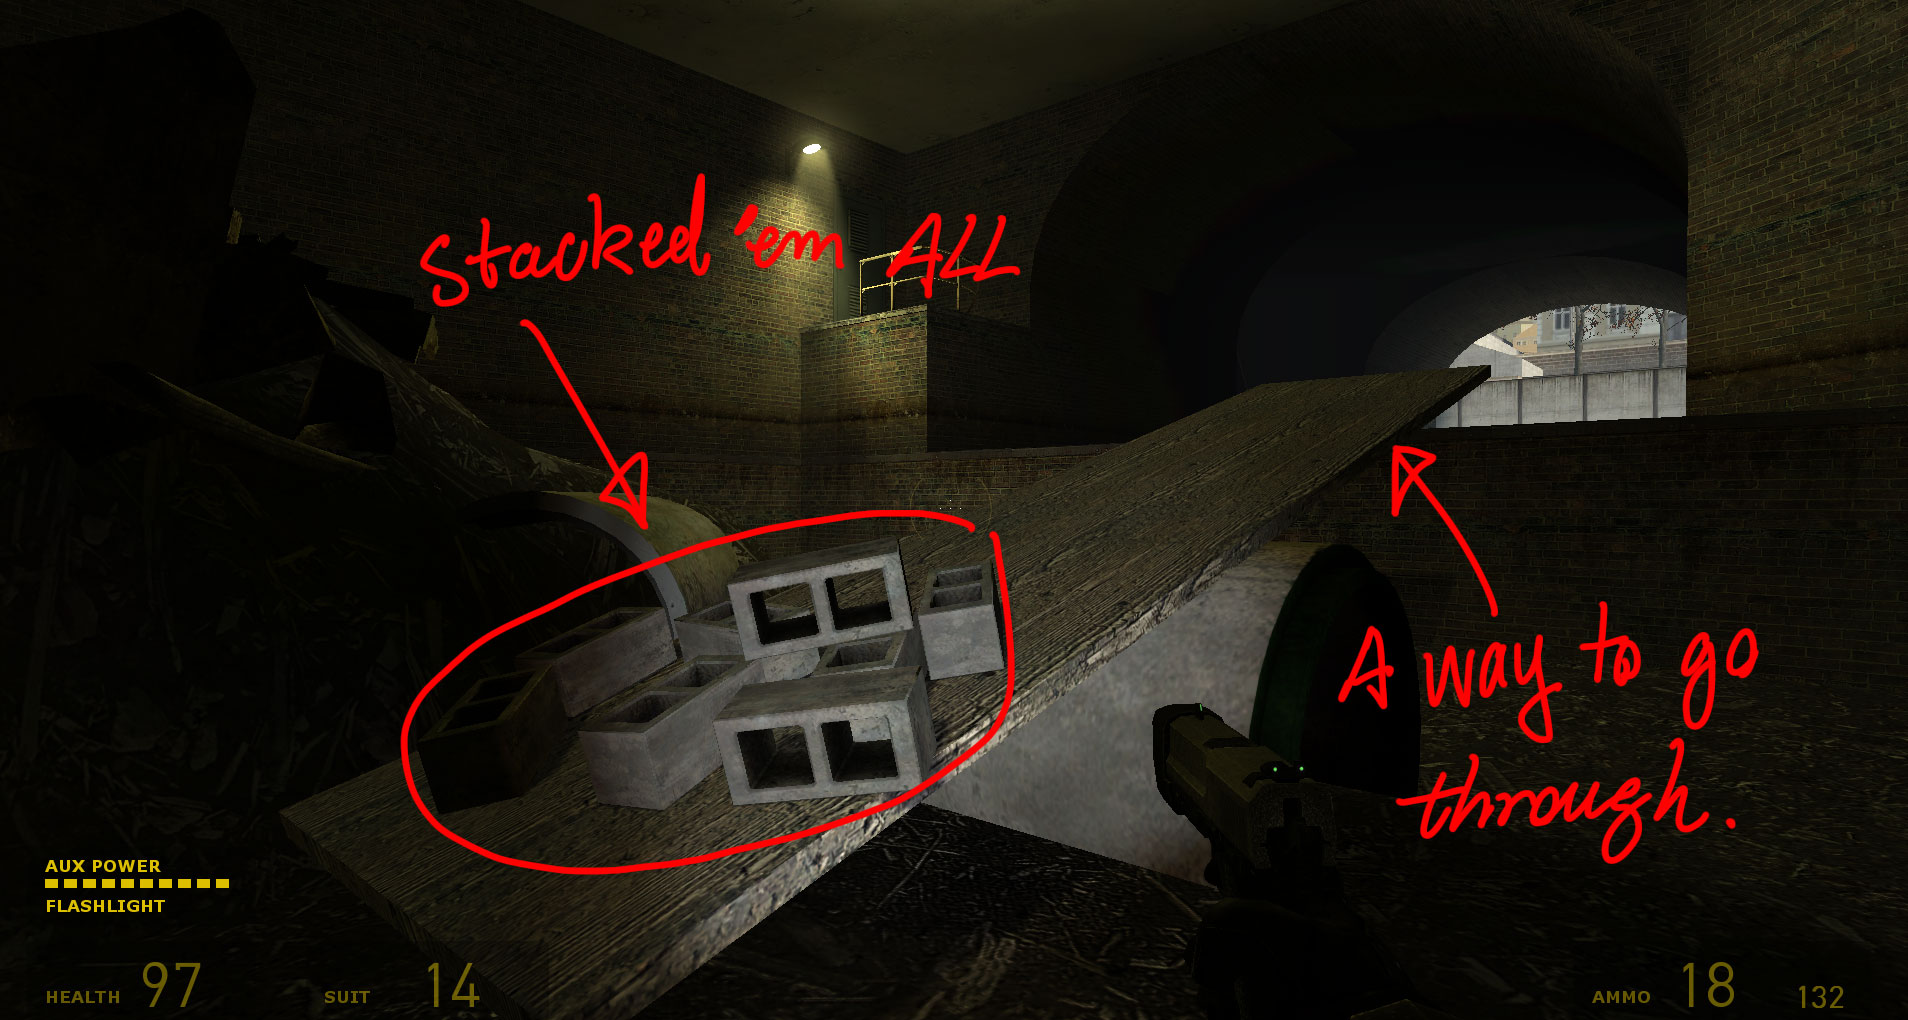 Stacked 'em ALL
A way to go
through.
AUX POWER
FLASHLIGHT
HEALTH 97
SUIT 14
AMMO 18 132